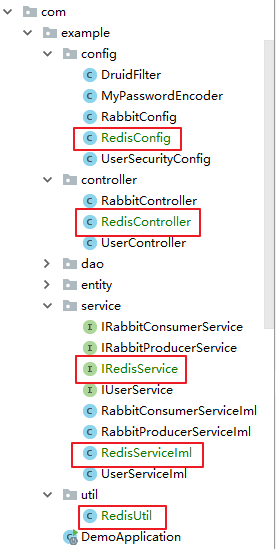 com
example
config
DruidFilter
MyPasswordEncoder
RabbitConfig
RedisConfig
UserSecurityConfig
controller
RabbitController
RedisController
UserController
dao
entity
service
IRabbitConsumerService
IRabbitProducerService
IRedisService
IUserService
RabbitConsumerServiceIml
RabbitProducerServiceIml
RedisServiceIml
UserServiceIml
util
RedisUtil
DemoApplication